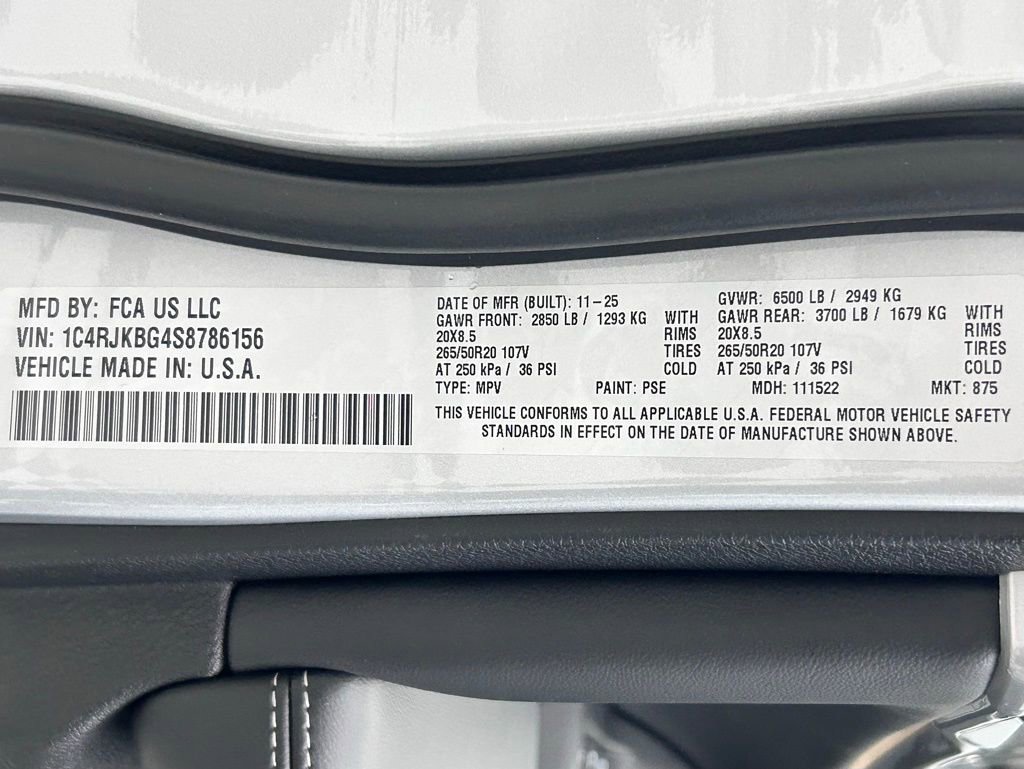 MFD BY: FCA US LLC
VIN: 1C4RJKBG4S8786156
VEHICLE MADE IN: U.S.A.
DATE OF MFR (BUILT): 11-25
GAWR FRONT: 2850 LB / 1293 KG WITH
20X8.5 RIMS
265/50R20 107V TIRES
AT 250 kPa / 36 PSI COLD
TYPE: MPV PAINT: PSE
GVWR: 6500 LB / 2949 KG
GAWR REAR: 3700 LB / 1679 KG WITH
20X8.5 RIMS
265/50R20 107V TIRES
AT 250 kPa / 36 PSI COLD
MDH: 111522 MKT: 875
THIS VEHICLE CONFORMS TO ALL APPLICABLE U.S.A. FEDERAL MOTOR VEHICLE SAFETY
STANDARDS IN EFFECT ON THE DATE OF MANUFACTURE SHOWN ABOVE.